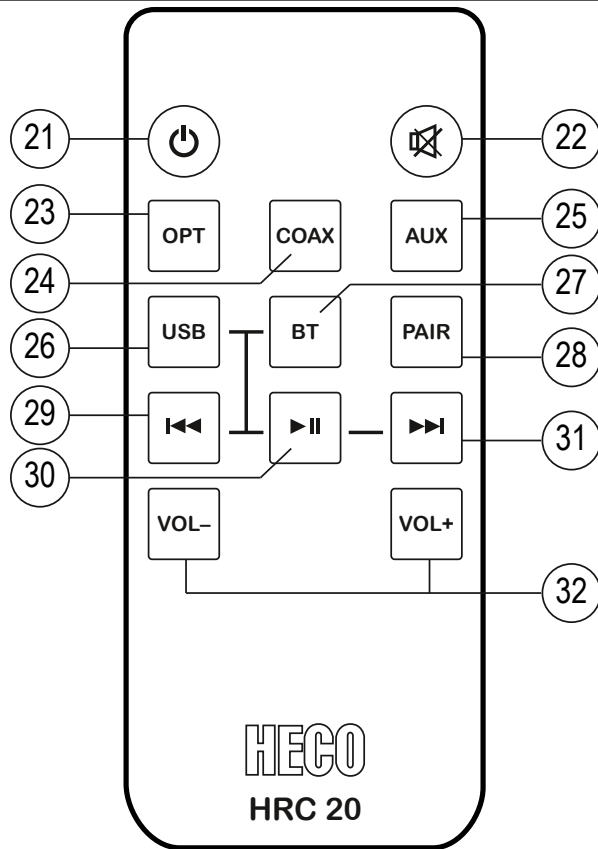 21
22
23
OPT
COAX
AUX
25
24
27
USB
BT
PAIR
26
28
29
30
31
VOL–
VOL+
32
HECO
HRC 20